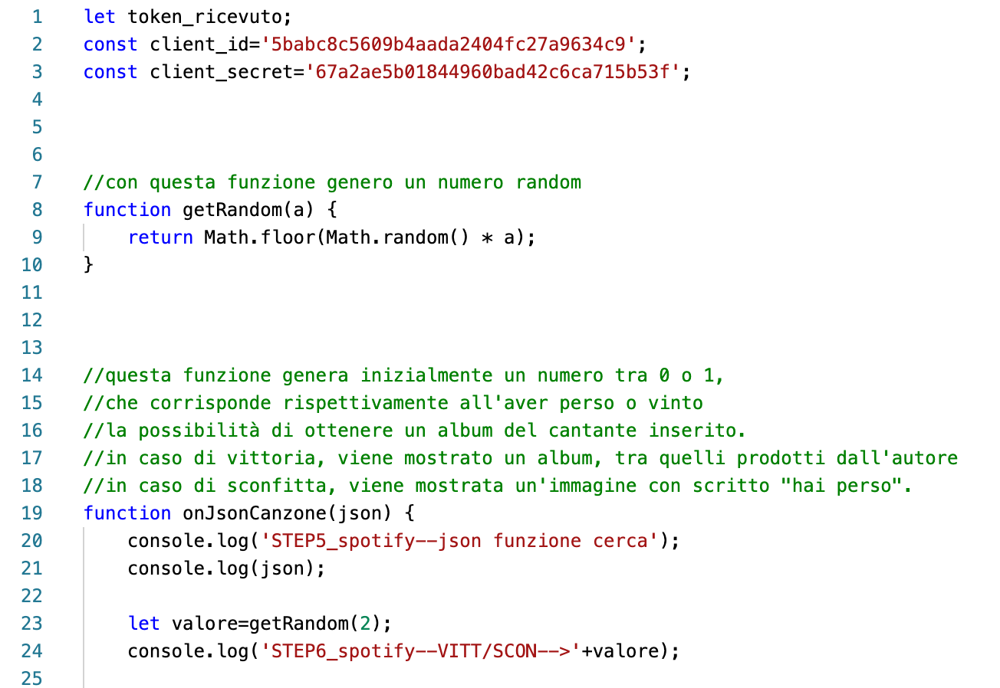 1 let token_ricevuto;
2 const client_id='5babc8c5609b4aada2404fc27a9634c9';
3 const client_secret='67a2ae5b01844960bad42c6ca715b53f';
4
5
6
7 //con questa funzione genero un numero random
8 function getRandom(a) {
9 return Math.floor(Math.random() * a);
10 }
11
12
13
14 //questa funzione genera inizialmente un numero tra 0 o 1,
15 //che corrisponde rispettivamente all'aver perso o vinto
16 //la possibilità di ottenere un album del cantante inserito.
17 //in caso di vittoria, viene mostrato un album, tra quelli prodotti dall'autore
18 //in caso di sconfitta, viene mostrata un'immagine con scritto "hai perso".
19 function onJsonCanzone(json) {
20 console.log('STEP5_spotify--json funzione cerca');
21 console.log(json);
22
23 let valore=getRandom(2);
24 console.log('STEP6_spotify--VITT/SCON-->'+valore);
25